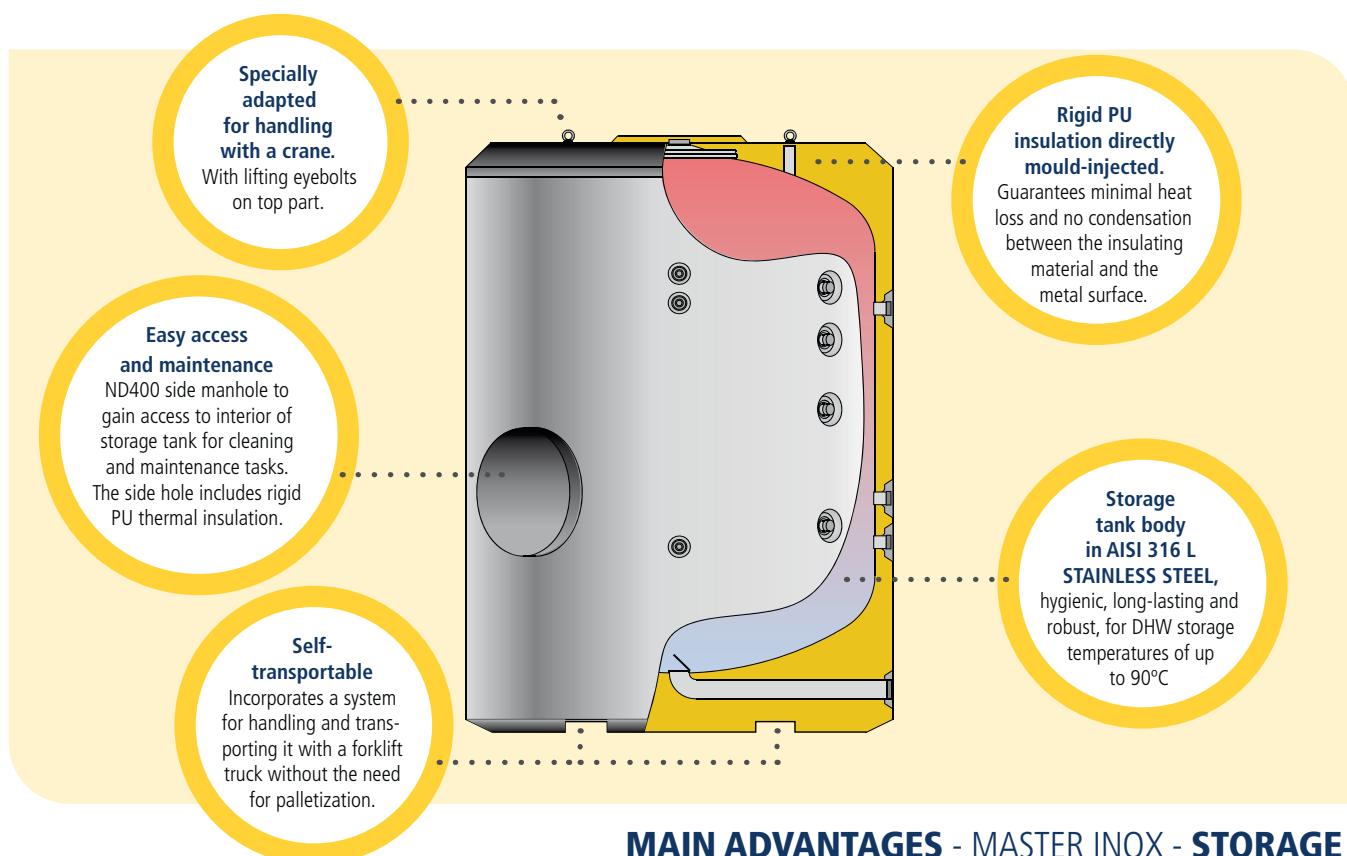 Specially
adapted
for handling
with a crane.
With lifting eyebolts
on top part.
Rigid PU
insulation directly
mould-injected.
Guarantees minimal heat
loss and no condensation
between the insulating
material and the
metal surface.
Easy access
and maintenance
ND400 side manhole to
gain access to interior of
storage tank for cleaning
and maintenance tasks.
The side hole includes rigid
PU thermal insulation.
Storage
tank body
in AISI 316 L
STAINLESS STEEL,
hygienic, long-lasting and
robust, for DHW storage
temperatures of up
to 90ºC
Self-
transportable
Incorporates a system
for handling and trans-
porting it with a forklift
truck without the need
for palletization.
MAIN ADVANTAGES - MASTER INOX - STORAGE